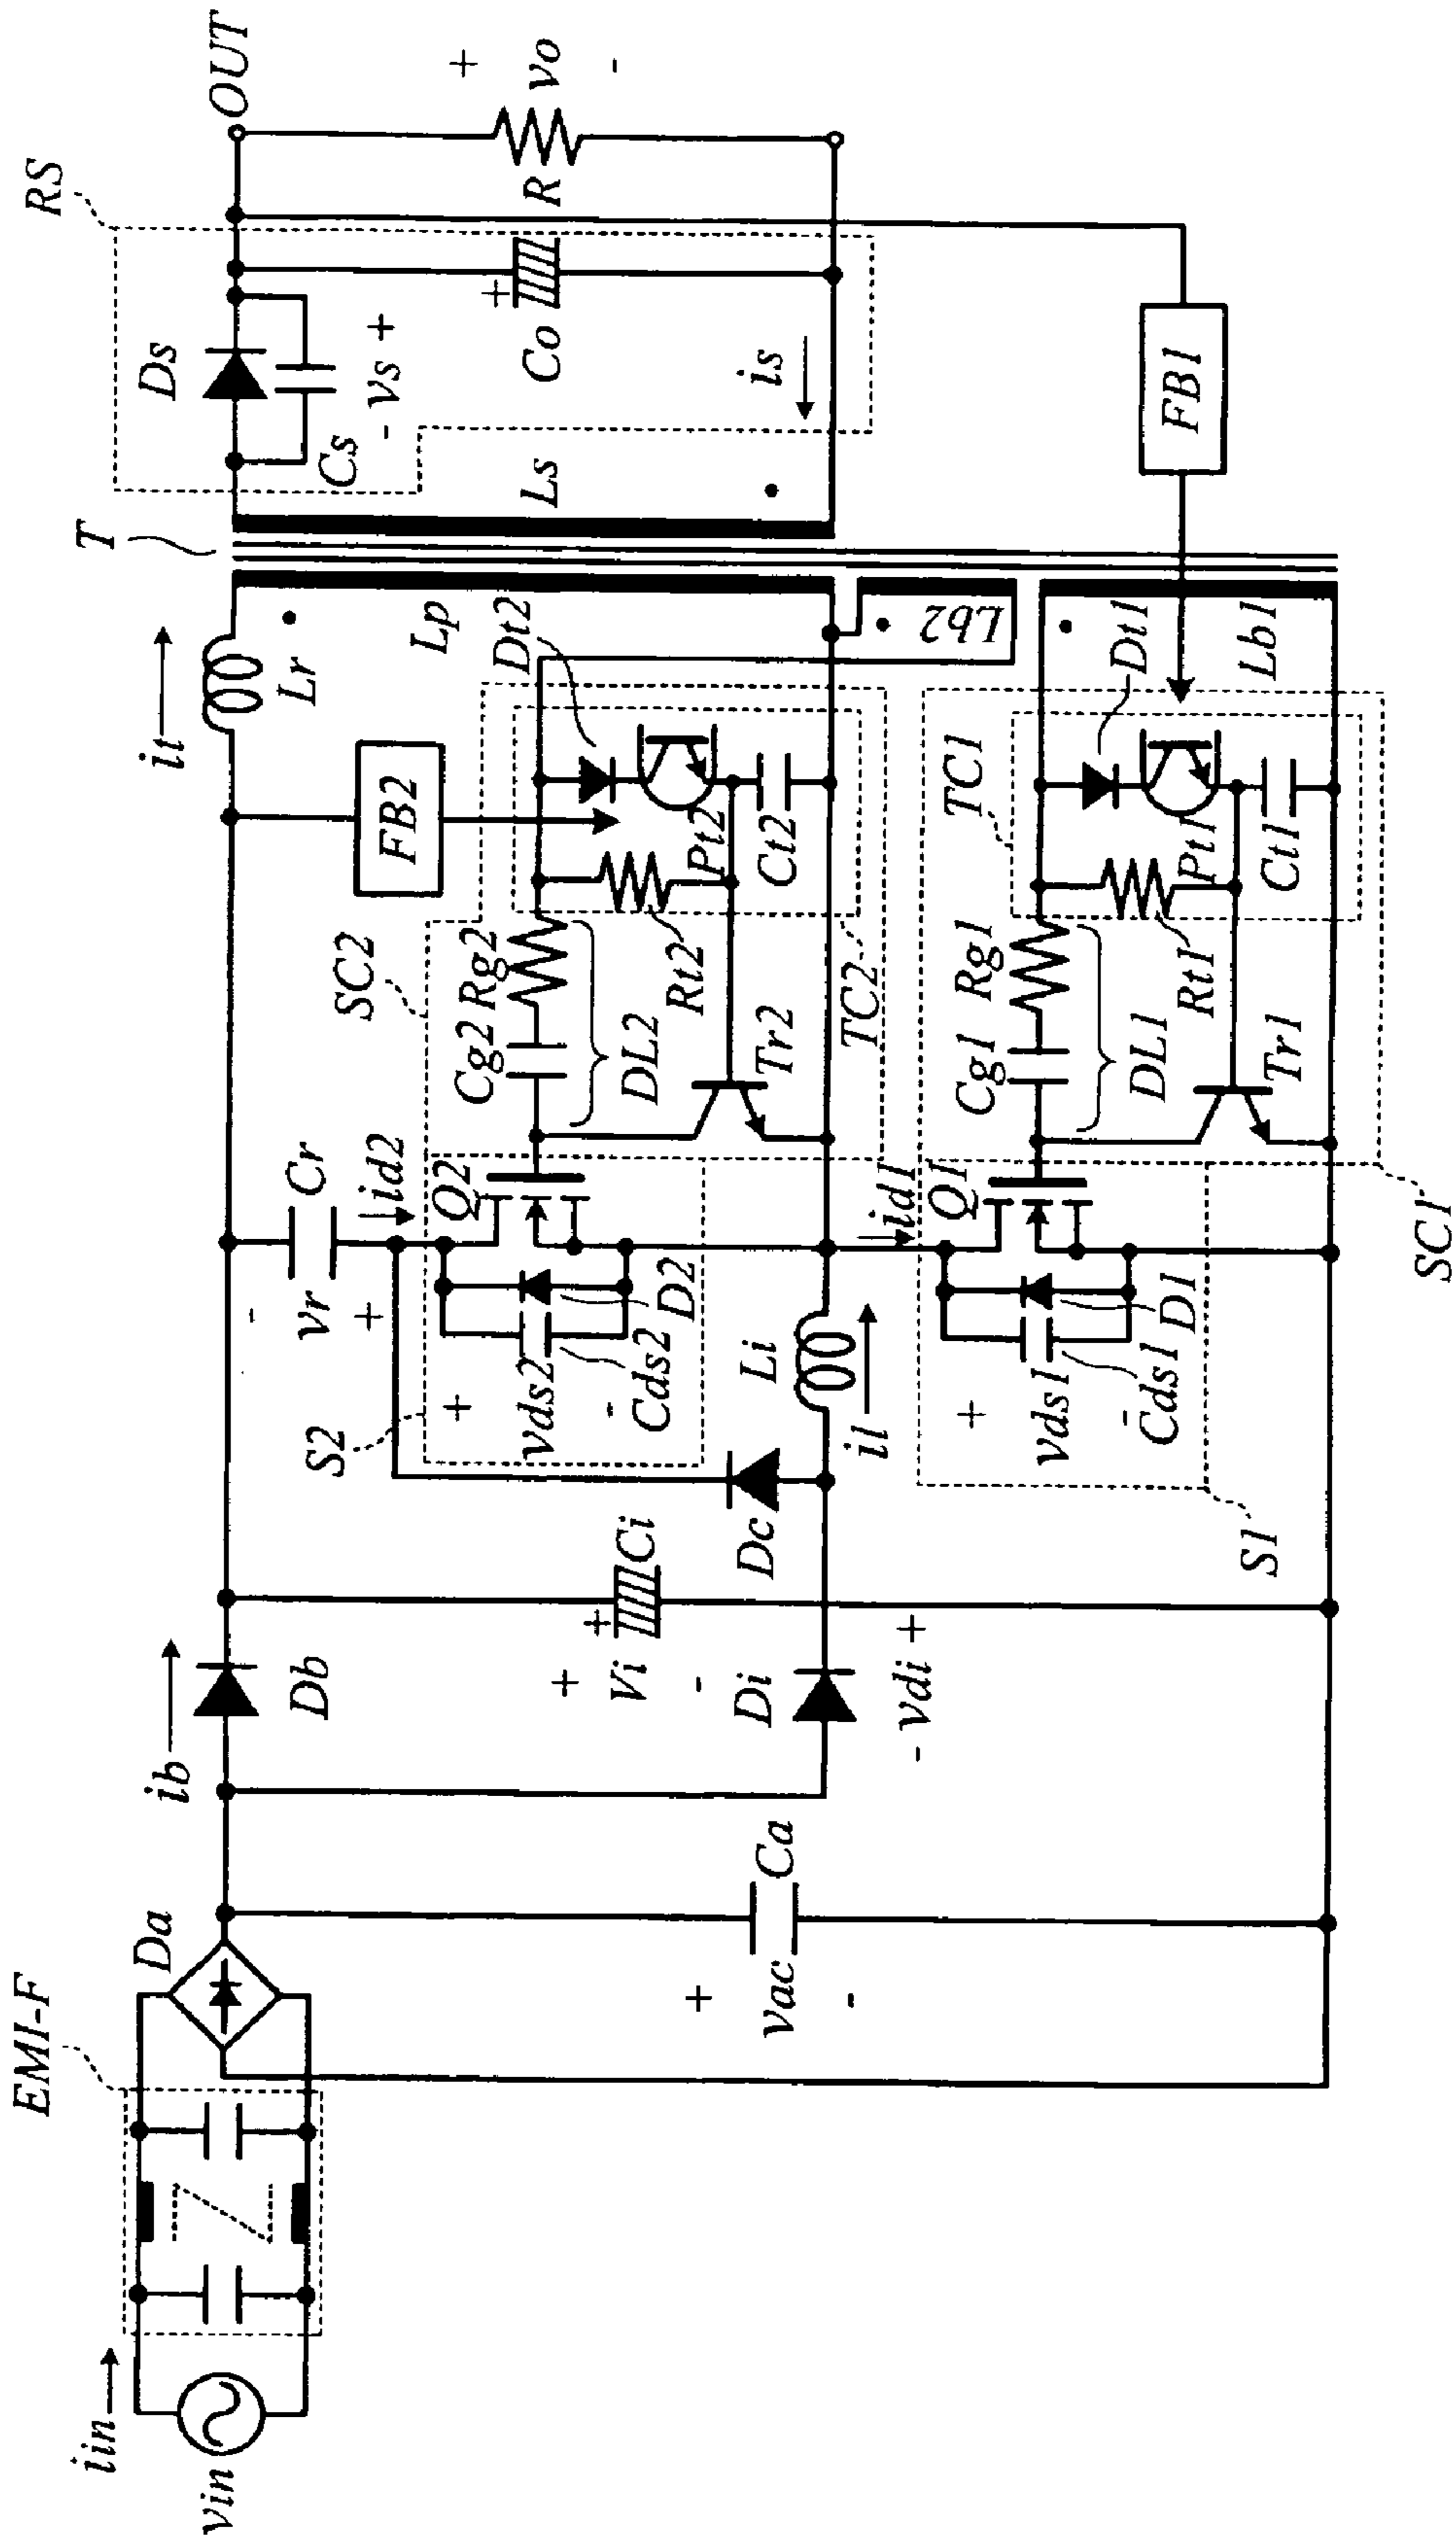 EMI-F
iin
vin
Da
+
vac
-
Ca
ib
Db
+
Vi
-
+
Ci
Di
- vdi +
Dc
Li
il
S2
-
vr
+
Cr
id2
Q2
+
vds2
-
Cds2
D2
id1
Q1
+
vds1
-
Cds1
D1
S1
SC1
SC2
Cg2
Rg2
DL2
Tr2
Rt2
TC2
Pt2
Ct2
Dt2
FB2
it
Lr
Lp
Lb2
Cg1
Rg1
DL1
Tr1
Rt1
TC1
Pt1
Ct1
Dt1
Lb1
T
Ls
RS
Ds
Cs
- vs +
+
Co
is
R
+
vo
-
OUT
FB1